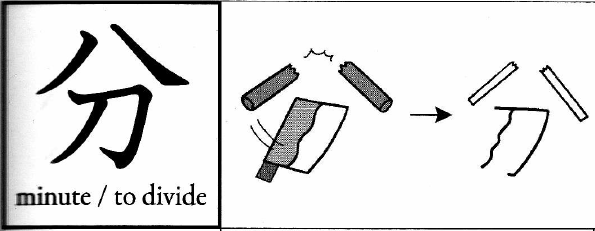 分
minute / to divide